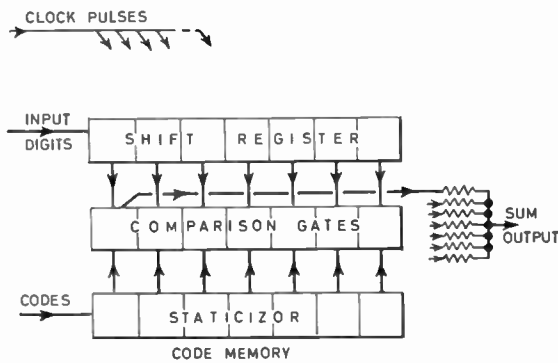 CLOCK PULSES
INPUT
DIGITS
SHIFT REGISTER
COMPARISON GATES
SUM
OUTPUT
CODES
STATICIZOR
CODE MEMORY